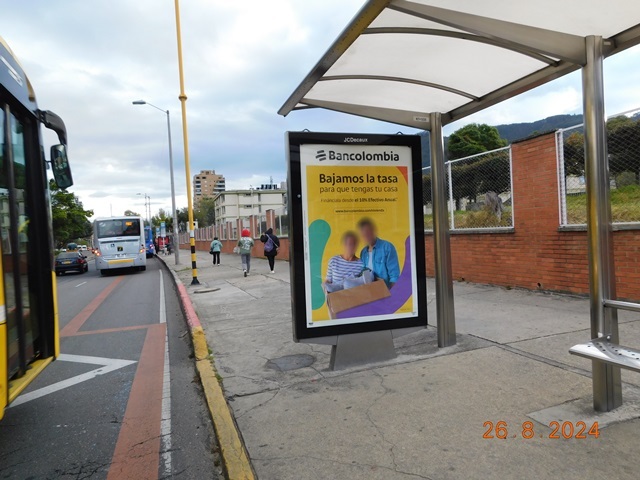 JCDecaux
Bancolombia
Bajamos la tasa
para que tengas tu casa
26.8.2024